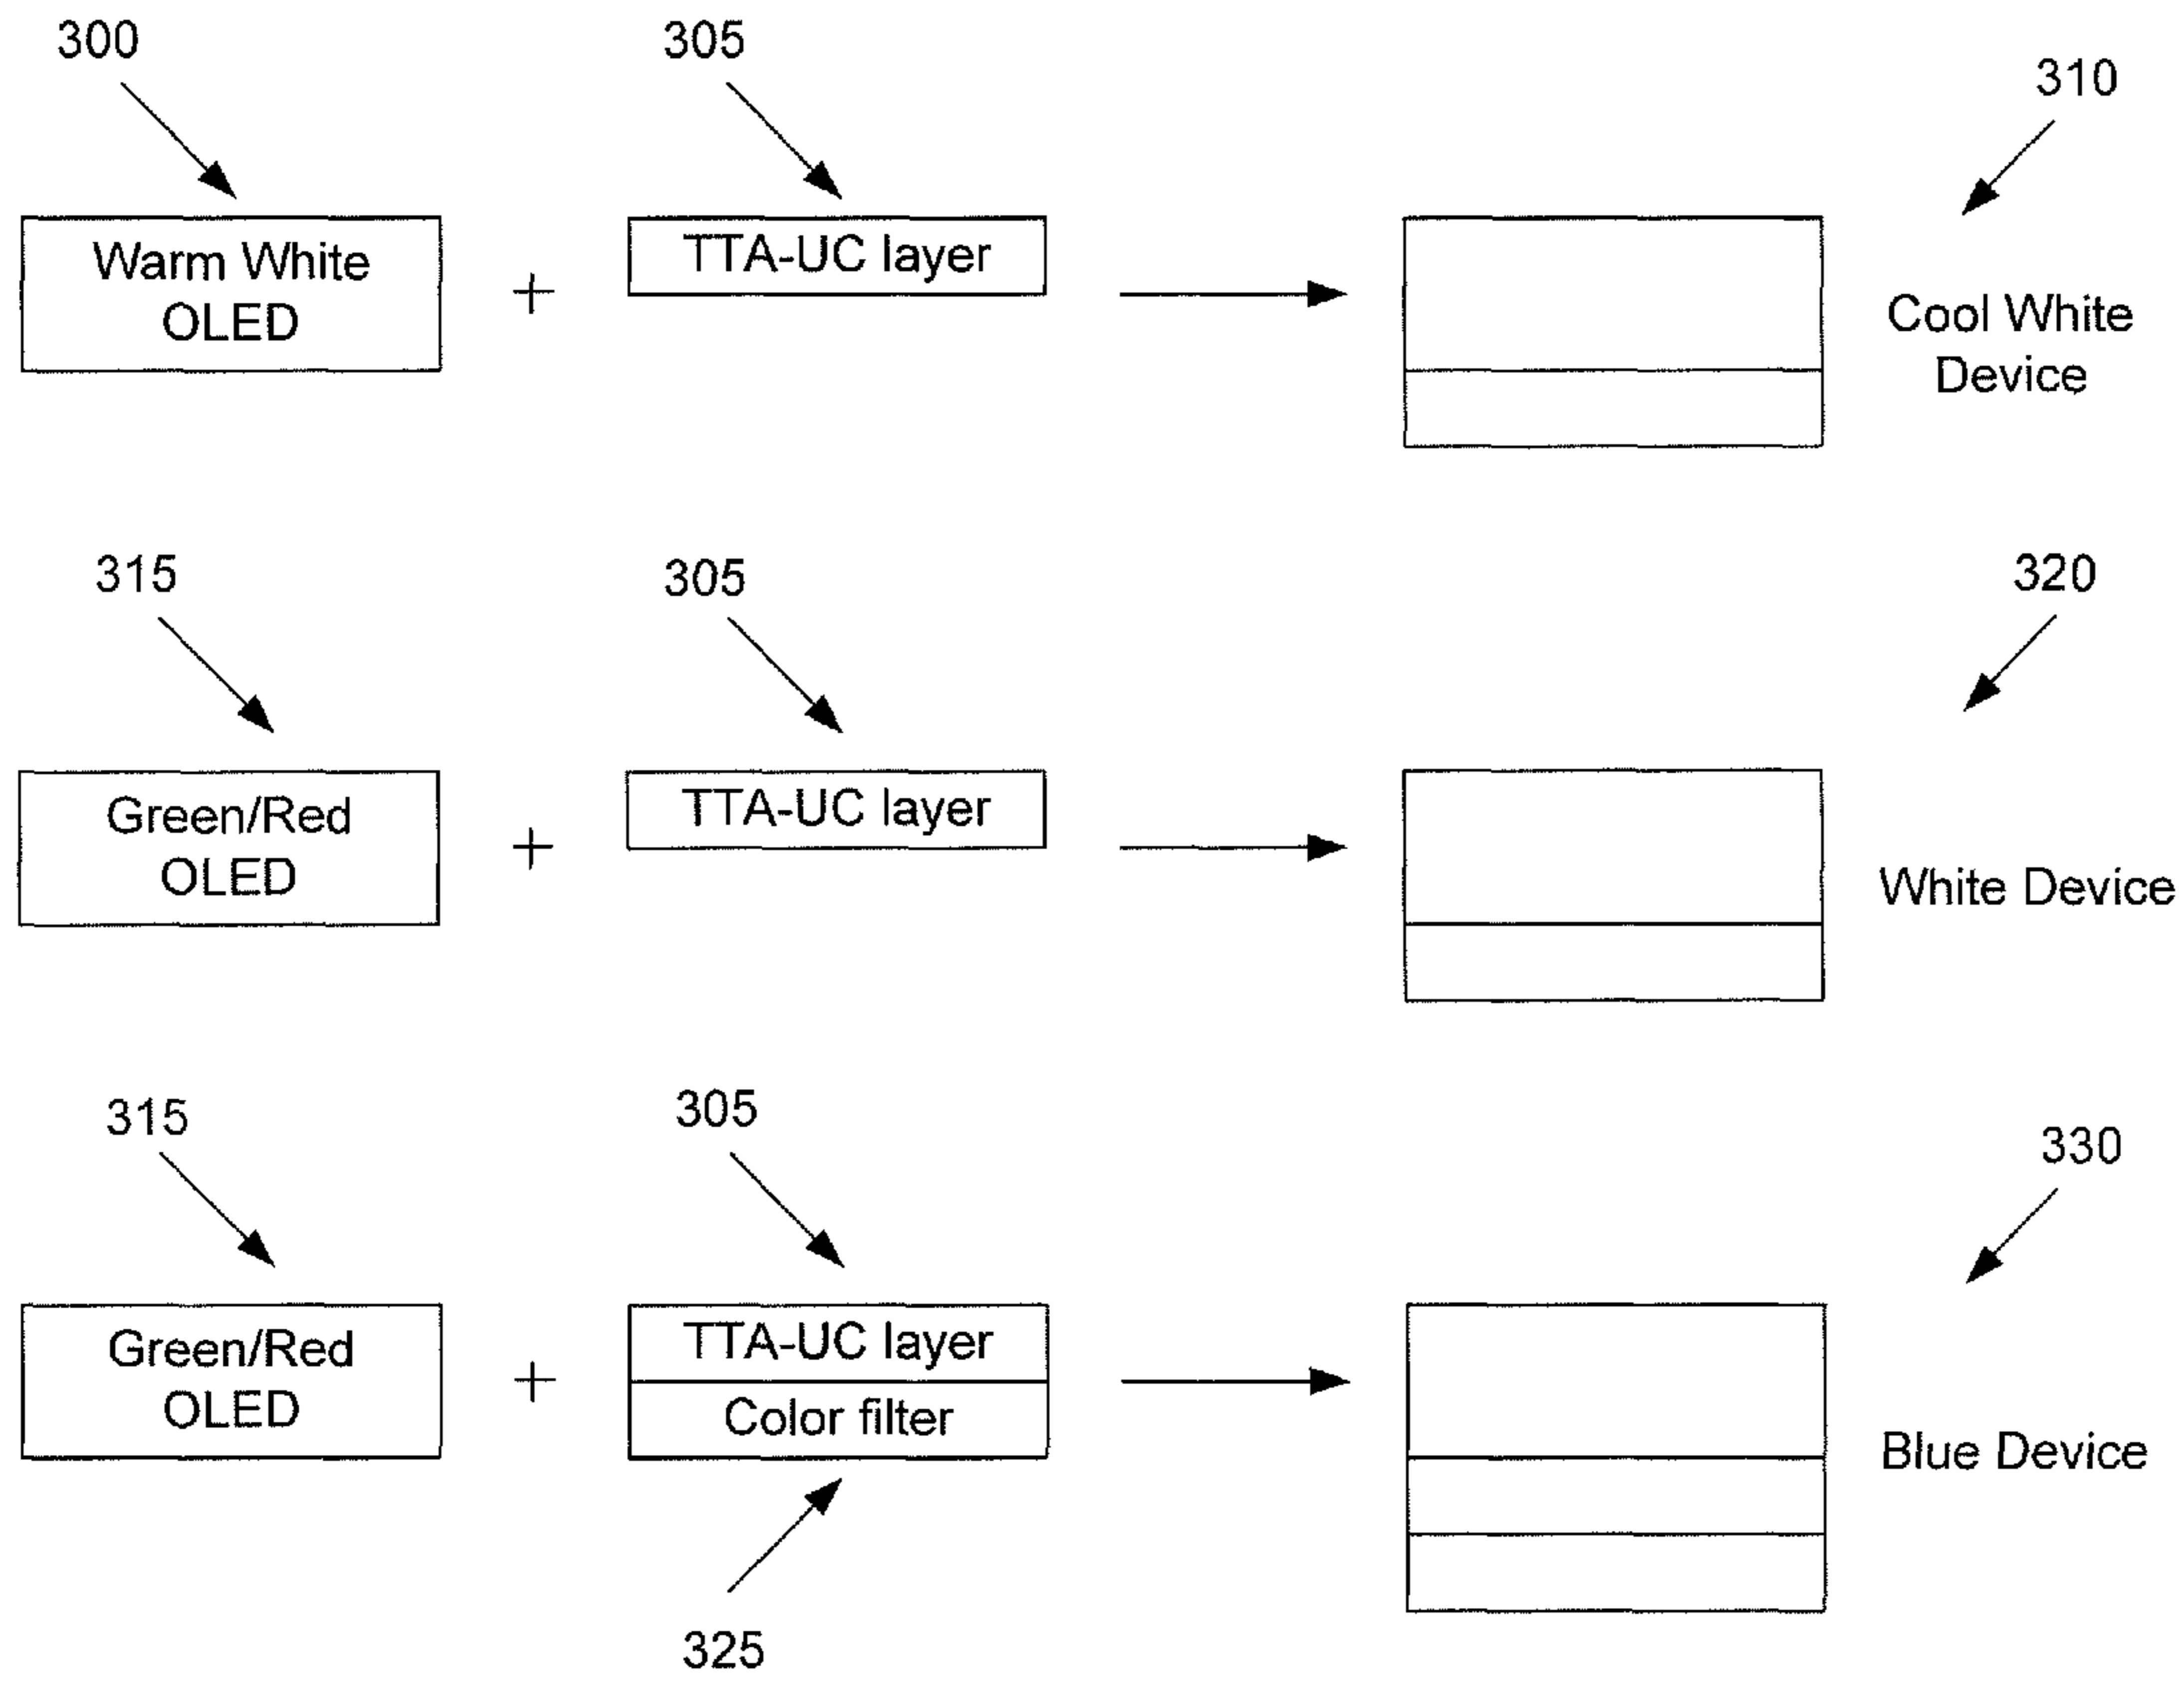 300
305
310
Warm White
OLED
+
TTA-UC layer
Cool White
Device
315
305
320
Green/Red
OLED
+
TTA-UC layer
White Device
315
305
330
Green/Red
OLED
+
TTA-UC layer
Color filter
Blue Device
325